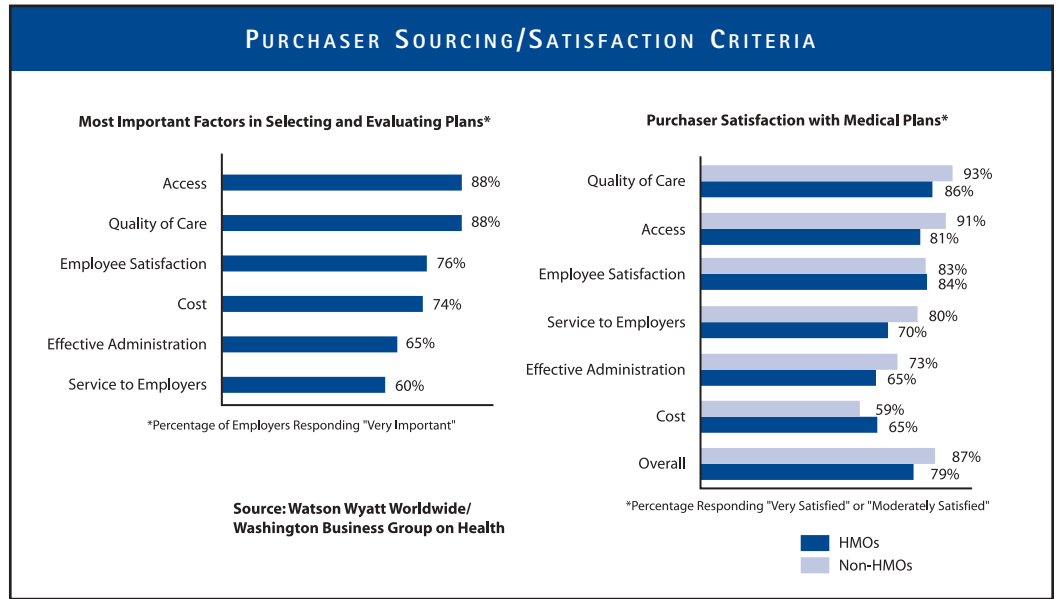 PURCHASER SOURCING/SATISFACTION CRITERIA
Most Important Factors in Selecting and Evaluating Plans*
Access 88%
Quality of Care 88%
Employee Satisfaction 76%
Cost 74%
Effective Administration 65%
Service to Employers 60%
*Percentage of Employers Responding "Very Important"
Source: Watson Wyatt Worldwide/
Washington Business Group on Health
Purchaser Satisfaction with Medical Plans*
Quality of Care 93%
86%
Access 91%
81%
Employee Satisfaction 83%
84%
Service to Employers 80%
70%
Effective Administration 73%
65%
Cost 59%
65%
Overall 87%
79%
*Percentage Responding "Very Satisfied" or "Moderately Satisfied"
HMOs
Non-HMOs